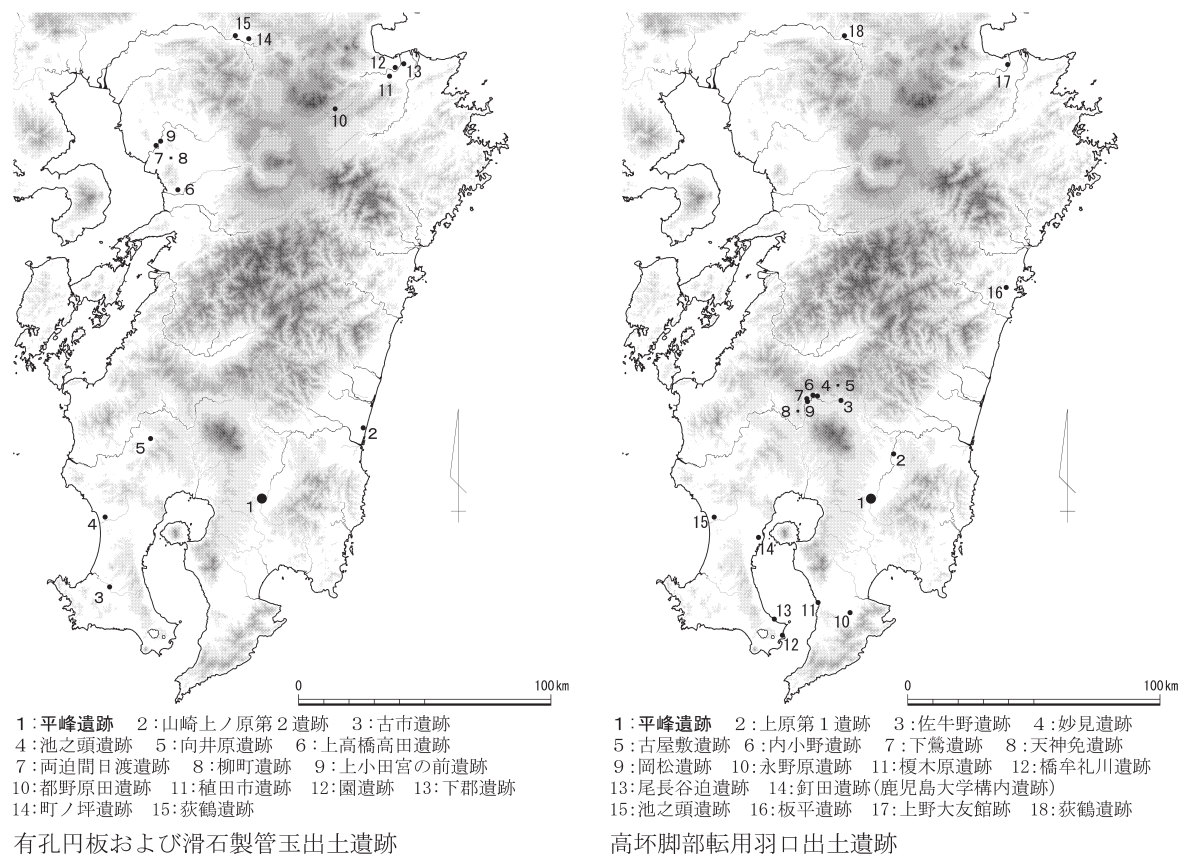 15
14
12
13
11
10
9
7
8
6
5
2
1
4
3
0
100km
1：平峰遺跡　2：山崎上ノ原第２遺跡　3：古市遺跡
4：池之頭遺跡　5：向井原遺跡　6：上高橋高田遺跡
7：両迫間日渡遺跡　8：柳町遺跡　9：上小田宮の前遺跡
10：都野原田遺跡　11：稙田市遺跡　12：園遺跡　13：下郡遺跡
14：町ノ坪遺跡　15：荻鶴遺跡
有孔円板および滑石製管玉出土遺跡
18
17
16
6
4
5
7
3
8
9
2
1
15
14
13
11
10
12
0
100km
1：平峰遺跡　2：上原第１遺跡　3：佐牛野遺跡　4：妙見遺跡
5：古屋敷遺跡　6：内小野遺跡　7：下鶯遺跡　8：天神免遺跡
9：岡松遺跡　10：永野原遺跡　11：榎木原遺跡　12：橋牟礼川遺跡
13：尾長谷迫遺跡　14：釘田遺跡(鹿児島大学構内遺跡)
15：池之頭遺跡　16：板平遺跡　17：上野大友館跡　18：荻鶴遺跡
高坏脚部転用羽口出土遺跡